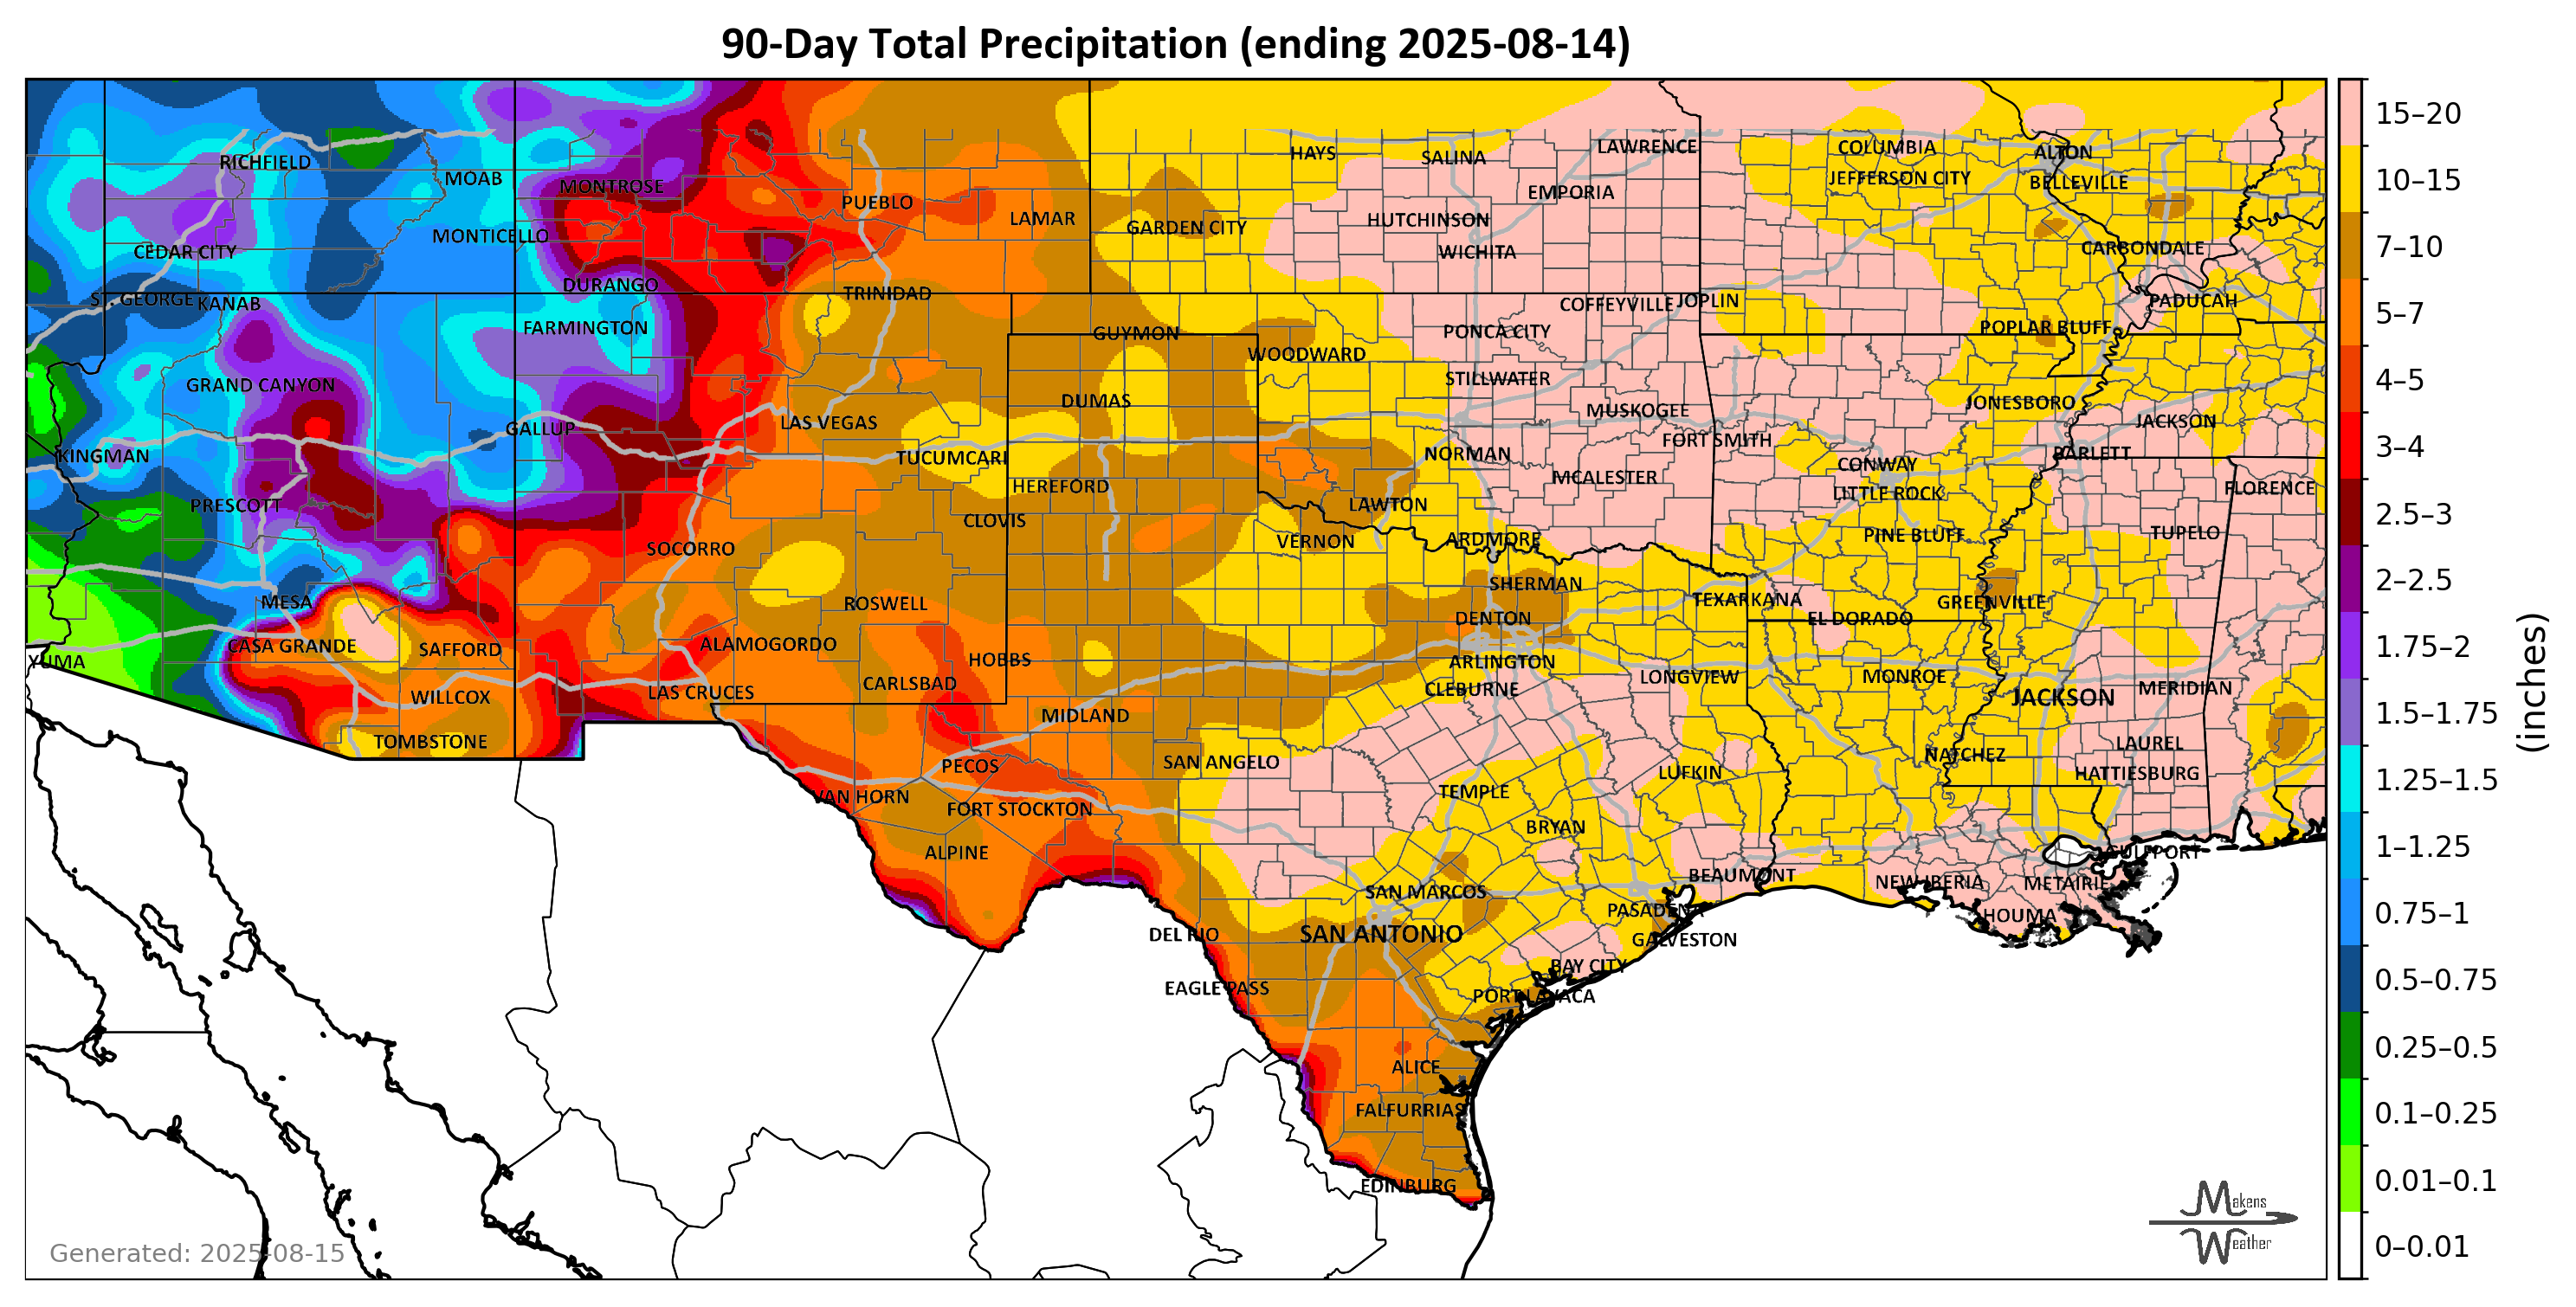 90-Day Total Precipitation (ending 2025-08-14)
RICHFIELD
MOAB
MONTROSE
PUEBLO
LAMAR
HAYS
SALINA
LAWRENCE
EMPORIA
COLUMBIA
JEFFERSON CITY
ALTON
BELLEVILLE
CEDAR CITY
MONTICELLO
GARDEN CITY
HUTCHINSON
WICHITA
CARBONDALE
ST. GEORGE
KANAB
DURANGO
TRINIDAD
COFFEYVILLE
JOPLIN
PADUCAH
FARMINGTON
GUYMON
PONCA CITY
POPLAR BLUFF
WOODWARD
STILLWATER
GRAND CANYON
DUMAS
MUSKOGEE
JONESBORO
JACKSON
KINGMAN
GALLUP
LAS VEGAS
TUCUMCARI
NORMAN
FORT SMITH
CONWAY
BARLETT
PRESCOTT
HEREFORD
LAWTON
MCALESTER
LITTLE ROCK
FLORENCE
CLOVIS
VERNON
ARDMORE
PINE BLUFF
TUPELO
SOCORRO
SHERMAN
MESA
ROSWELL
DENTON
TEXARKANA
EL DORADO
GREENVILLE
CASA GRANDE
SAFFORD
ALAMOGORDO
HOBBS
ARLINGTON
YUMA
WILLCOX
LAS CRUCES
CARLSBAD
CLEBURNE
LONGVIEW
MONROE
JACKSON
MERIDIAN
TOMBSTONE
MIDLAND
PECOS
SAN ANGELO
LUFKIN
NATCHEZ
LAUREL
HATTIESBURG
VAN HORN
FORT STOCKTON
TEMPLE
BRYAN
ALPINE
SAN MARCOS
BEAUMONT
NEW IBERIA
METAIRIE
GULFPORT
DEL RIO
SAN ANTONIO
PASADENA
GALVESTON
HOUMA
EAGLE PASS
BAY CITY
PORT LAVACA
ALICE
FALFURRIAS
EDINBURG
15–20
10–15
7–10
5–7
4–5
3–4
2.5–3
2–2.5
1.75–2
1.5–1.75
1.25–1.5
1–1.25
0.75–1
0.5–0.75
0.25–0.5
0.1–0.25
0.01–0.1
0–0.01
(inches)
Generated: 2025-08-15
Makens
Weather